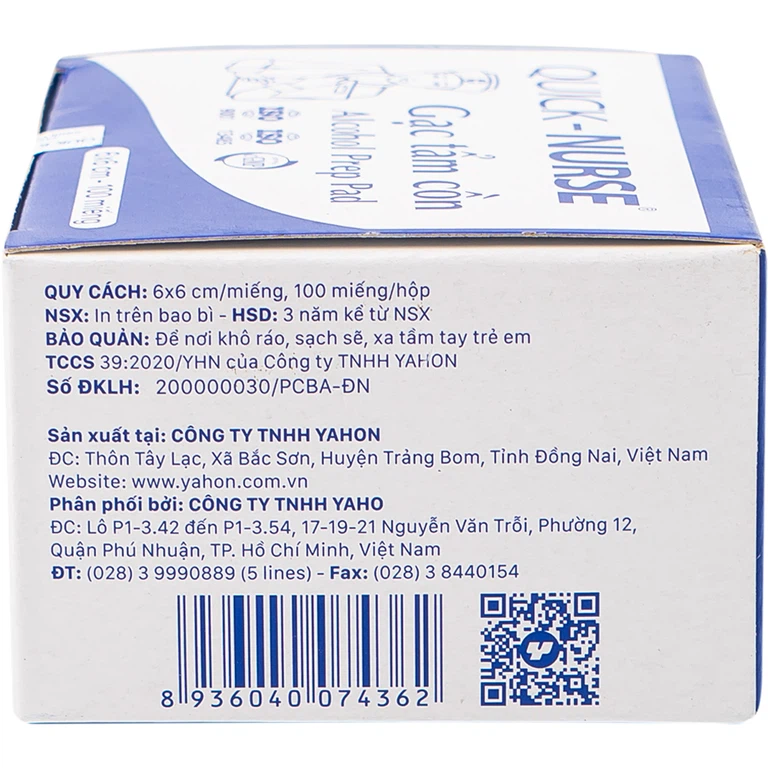 QUICK-NURSE®
Gạc tẩm cồn
Alcohol Prep Pad
6x6 cm - 100 miếng
QUY CÁCH: 6x6 cm/miếng, 100 miếng/hộp
NSX: In trên bao bì - HSD: 3 năm kể từ NSX
BẢO QUẢN: Để nơi khô ráo, sạch sẽ, xa tầm tay trẻ em
TCCS 39:2020/YHN của Công ty TNHH YAHON
Số ĐKLH: 200000030/PCBA-ĐN
Sản xuất tại: CÔNG TY TNHH YAHON
ĐC: Thôn Tây Lạc, Xã Bắc Sơn, Huyện Trảng Bom, Tỉnh Đồng Nai, Việt Nam
Website: www.yahon.com.vn
Phân phối bởi: CÔNG TY TNHH YAHO
ĐC: Lô P1-3.42 đến P1-3.54, 17-19-21 Nguyễn Văn Trỗi, Phường 12,
Quận Phú Nhuận, TP. Hồ Chí Minh, Việt Nam
ĐT: (028) 3 9990889 (5 lines) - Fax: (028) 3 8440154
8 936040 074362